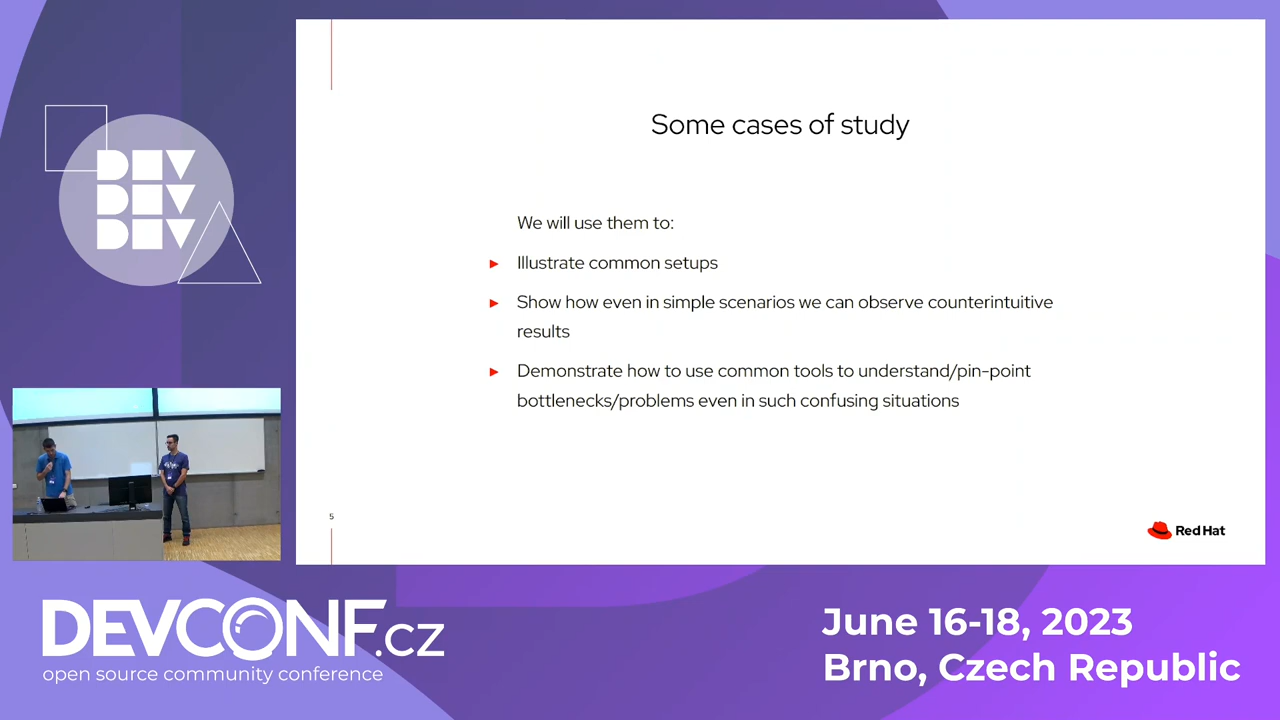 DEV
DEV
DEV
Some cases of study
We will use them to:
Illustrate common setups
Show how even in simple scenarios we can observe counterintuitive
results
Demonstrate how to use common tools to understand/pin-point
bottlenecks/problems even in such confusing situations
5
Red Hat
DEVCONF.cz
open source community conference
June 16-18, 2023
Brno, Czech Republic